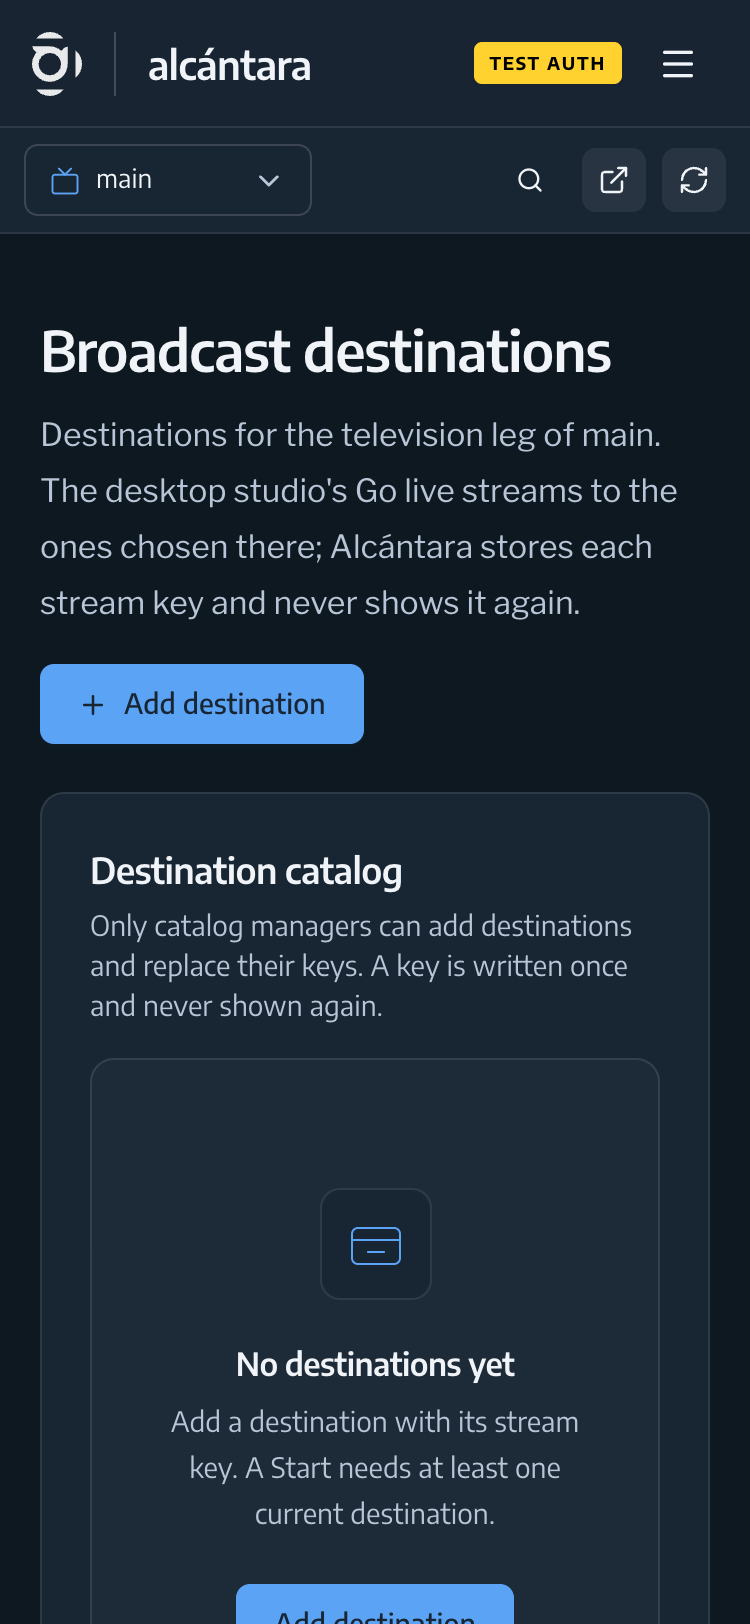 alcántara
TEST AUTH
main
Broadcast destinations
Destinations for the television leg of main.
The desktop studio's Go live streams to the
ones chosen there; Alcántara stores each
stream key and never shows it again.
Add destination
Destination catalog
Only catalog managers can add destinations
and replace their keys. A key is written once
and never shown again.
No destinations yet
Add a destination with its stream
key. A Start needs at least one
current destination.
Add destination